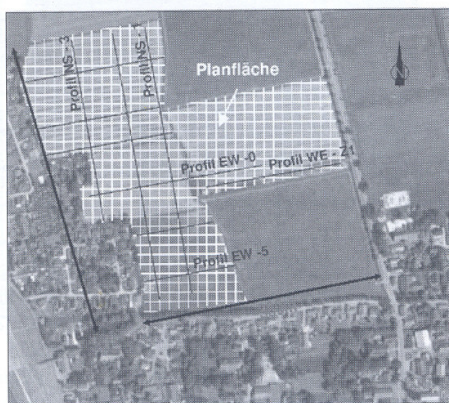 Profil NS - 3
Profil NS - 1
Planfläche
N
Profil EW -0
Profil WE - Z1
Profil EW -5